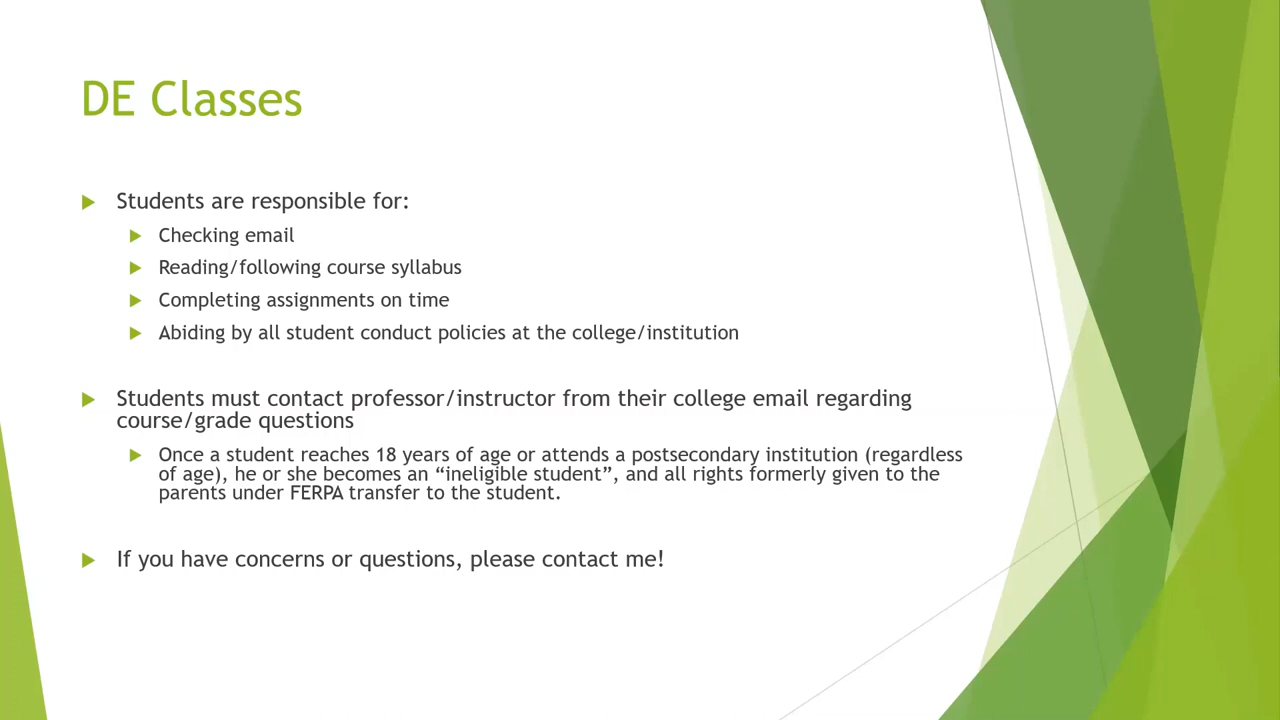 DE Classes
Students are responsible for:
Checking email
Reading/following course syllabus
Completing assignments on time
Abiding by all student conduct policies at the college/institution
Students must contact professor/instructor from their college email regarding
course/grade questions
Once a student reaches 18 years of age or attends a postsecondary institution (regardless
of age), he or she becomes an “ineligible student”, and all rights formerly given to the
parents under FERPA transfer to the student.
If you have concerns or questions, please contact me!